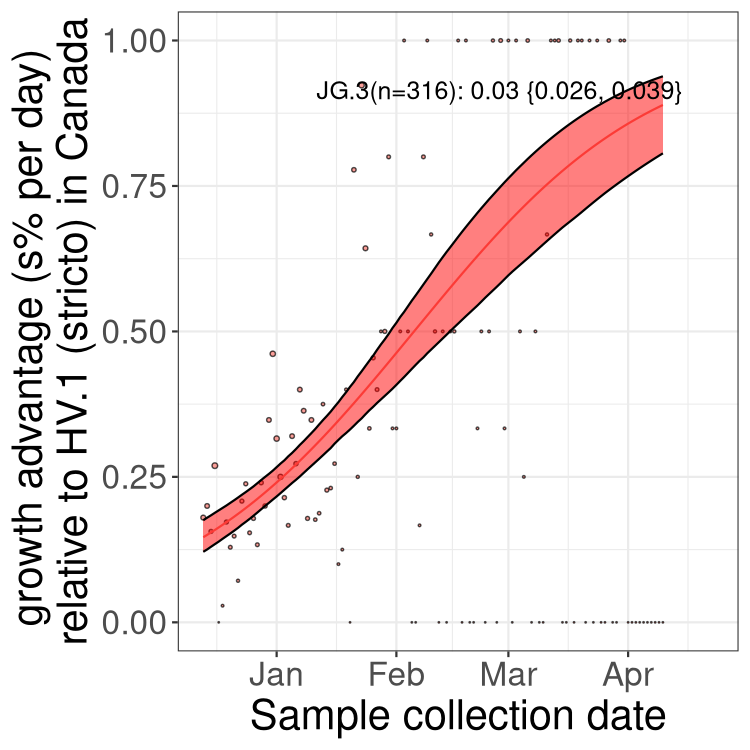 growth advantage (s% per day)
relative to HV.1 (stricto) in Canada
1.00
0.75
0.50
0.25
0.00
JG.3(n=316): 0.03 {0.026, 0.039}
Jan Feb Mar Apr
Sample collection date